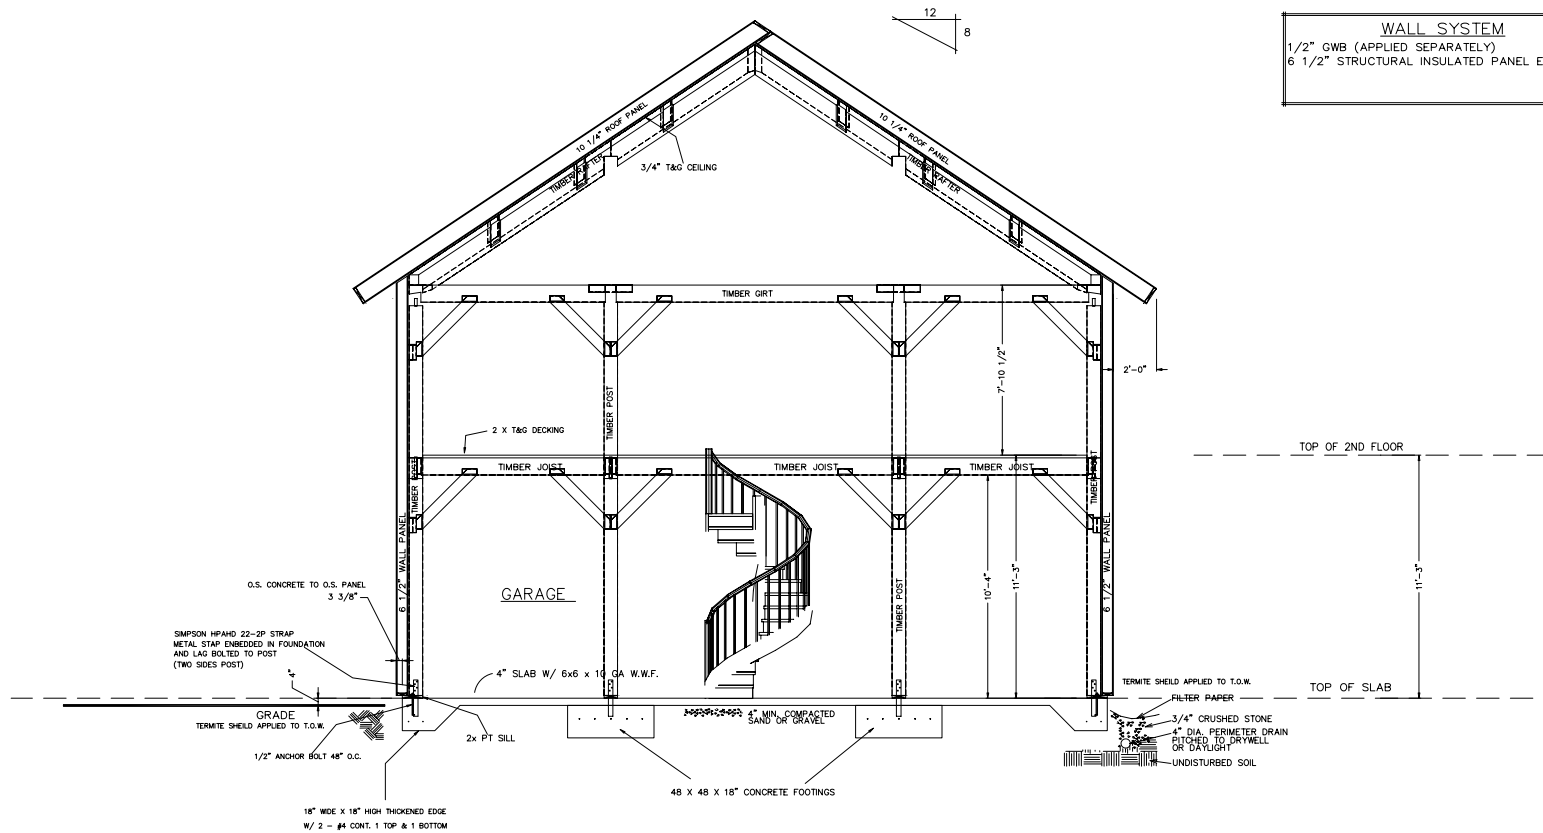 12
8
WALL SYSTEM
1/2" GWB (APPLIED SEPARATELY)
6 1/2" STRUCTURAL INSULATED PANEL E
10 1/4" ROOF PANEL
10 1/4" ROOF PANEL
TIMBER RAFTER
3/4" T&G CEILING
TIMBER RAFTER
TIMBER GIRT
7'-10 1/2"
2'-0"
TIMBER POST
2 X T&G DECKING
TOP OF 2ND FLOOR
TIMBER JOIST
TIMBER JOIST
TIMBER JOIST
TIMBER POST
TIMBER POST
6 1/2" WALL PANEL
6 1/2" WALL PANEL
O.S. CONCRETE TO O.S. PANEL
3 3/8"
GARAGE
TIMBER POST
10'-4"
11'-3"
11'-3"
SIMPSON HPAHD 22-2P STRAP
METAL STAP ENBEDDED IN FOUNDATION
AND LAG BOLTED TO POST
(TWO SIDES POST)
4"
4" SLAB W/ 6x6 x 10 GA W.W.F.
TERMITE SHEILD APPLIED TO T.O.W.
TOP OF SLAB
FILTER PAPER
GRADE
TERMITE SHEILD APPLIED TO T.O.W.
4" MIN. COMPACTED
SAND OR GRAVEL
3/4" CRUSHED STONE
4" DIA. PERIMETER DRAIN
PITCHED TO DRYWELL
OR DAYLIGHT
2x PT SILL
1/2" ANCHOR BOLT 48" O.C.
UNDISTURBED SOIL
48 X 48 X 18" CONCRETE FOOTINGS
18" WIDE X 18" HIGH THICKENED EDGE
W/ 2 - #4 CONT. 1 TOP & 1 BOTTOM